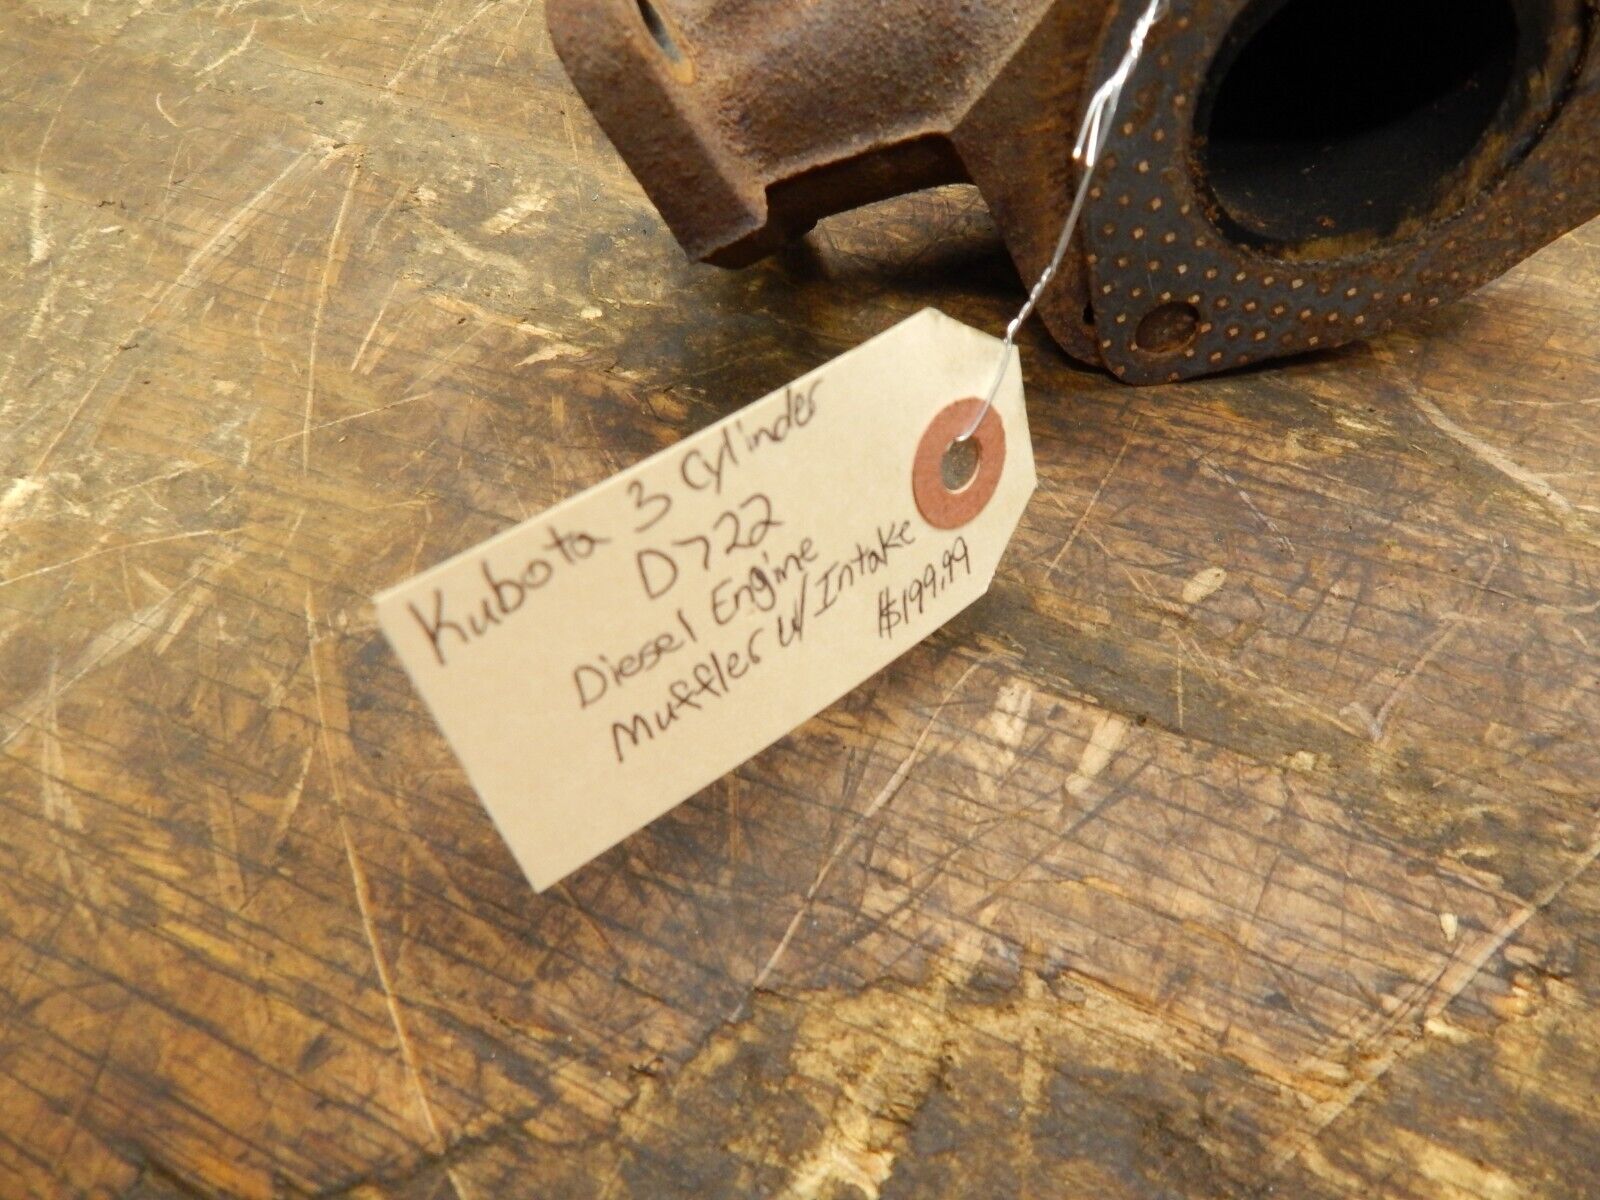 Kubota 3 Cylinder
D722
Diesel Engine
Muffler w/ Intake
$199.99